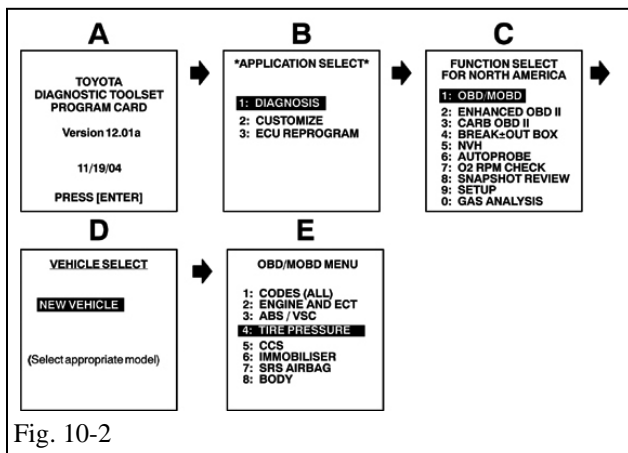 A
TOYOTA
DIAGNOSTIC TOOLSET
PROGRAM CARD
Version 12.01a
11/19/04
PRESS [ENTER]
B
*APPLICATION SELECT*
1: DIAGNOSIS
2: CUSTOMIZE
3: ECU REPROGRAM
C
FUNCTION SELECT
FOR NORTH AMERICA
1: OBD/MOBD
2: ENHANCED OBD II
3: CARB OBD II
4: BREAK±OUT BOX
5: NVH
6: AUTOPROBE
7: O2 RPM CHECK
8: SNAPSHOT REVIEW
9: SETUP
0: GAS ANALYSIS
D
VEHICLE SELECT
NEW VEHICLE
(Select appropriate model)
E
OBD/MOBD MENU
1: CODES (ALL)
2: ENGINE AND ECT
3: ABS / VSC
4: TIRE PRESSURE
5: CCS
6: IMMOBILISER
7: SRS AIRBAG
8: BODY
Fig. 10-2